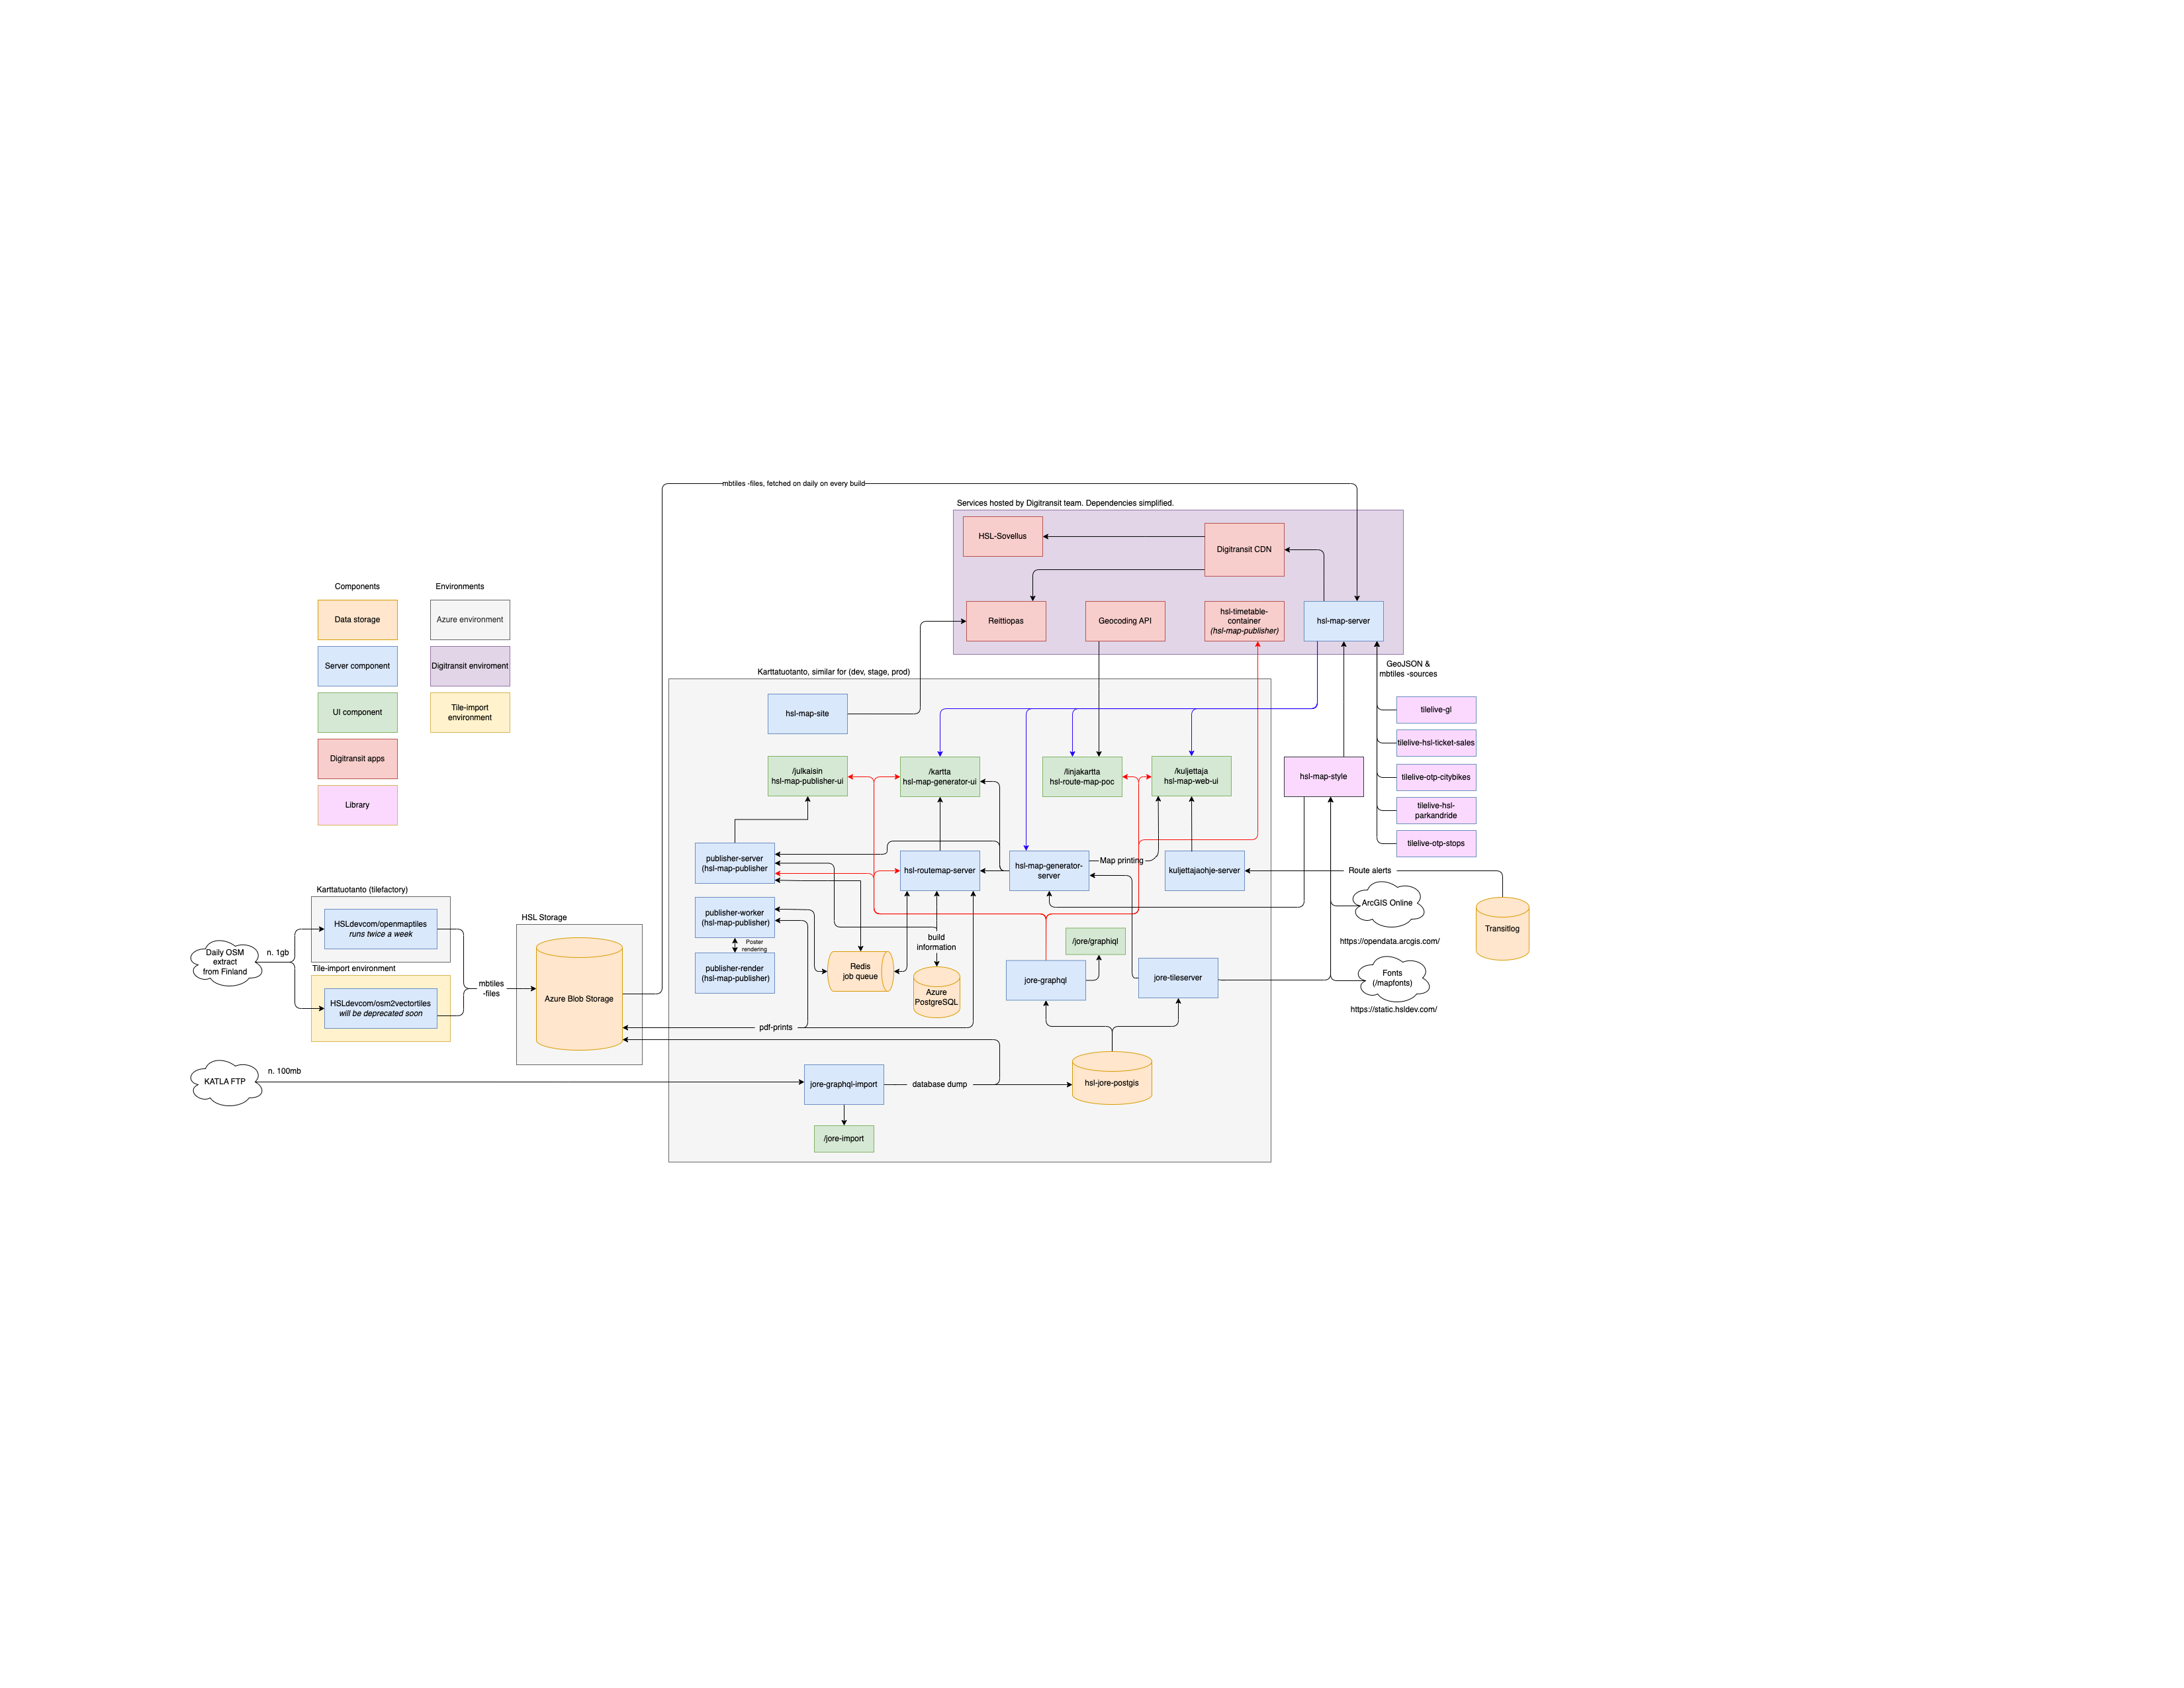 mbtiles -files, fetched on daily on every build
Services hosted by Digitransit team. Dependencies simplified.
HSL-Sovellus
Digitransit CDN
Reittiopas
Geocoding API
hsl-timetable-
container
(hsl-map-publisher)
hsl-map-server
Components
Environments
Data storage
Azure environment
Server component
Digitransit enviroment
UI component
Tile-import
environment
Digitransit apps
Library
Karttatuotanto, similar for (dev, stage, prod)
GeoJSON &
mbtiles -sources
hsl-map-site
tilelive-gl
tilelive-hsl-ticket-sales
tilelive-otp-citybikes
tilelive-hsl-
parkandride
tilelive-otp-stops
/julkaisin
hsl-map-publisher-ui
/kartta
hsl-map-generator-ui
/linjakartta
hsl-route-map-poc
/kuljettaja
hsl-map-web-ui
hsl-map-style
publisher-server
(hsl-map-publisher
hsl-routemap-server
hsl-map-generator-
server
Map printing
kuljettajaohje-server
Route alerts
ArcGIS Online
https://opendata.arcgis.com/
Transitlog
Karttatuotanto (tilefactory)
HSLdevcom/openmaptiles
runs twice a week
Daily OSM
extract
from Finland
n. 1gb
Tile-import environment
HSLdevcom/osm2vectortiles
will be deprecated soon
mbtiles
-files
HSL Storage
Azure Blob Storage
publisher-worker
(hsl-map-publisher)
Poster
rendering
publisher-render
(hsl-map-publisher)
Redis
job queue
build
information
Azure
PostgreSQL
/jore/graphiql
jore-graphql
jore-tileserver
Fonts
(/mapfonts)
https://static.hsldev.com/
pdf-prints
KATLA FTP
n. 100mb
jore-graphql-import
database dump
hsl-jore-postgis
/jore-import